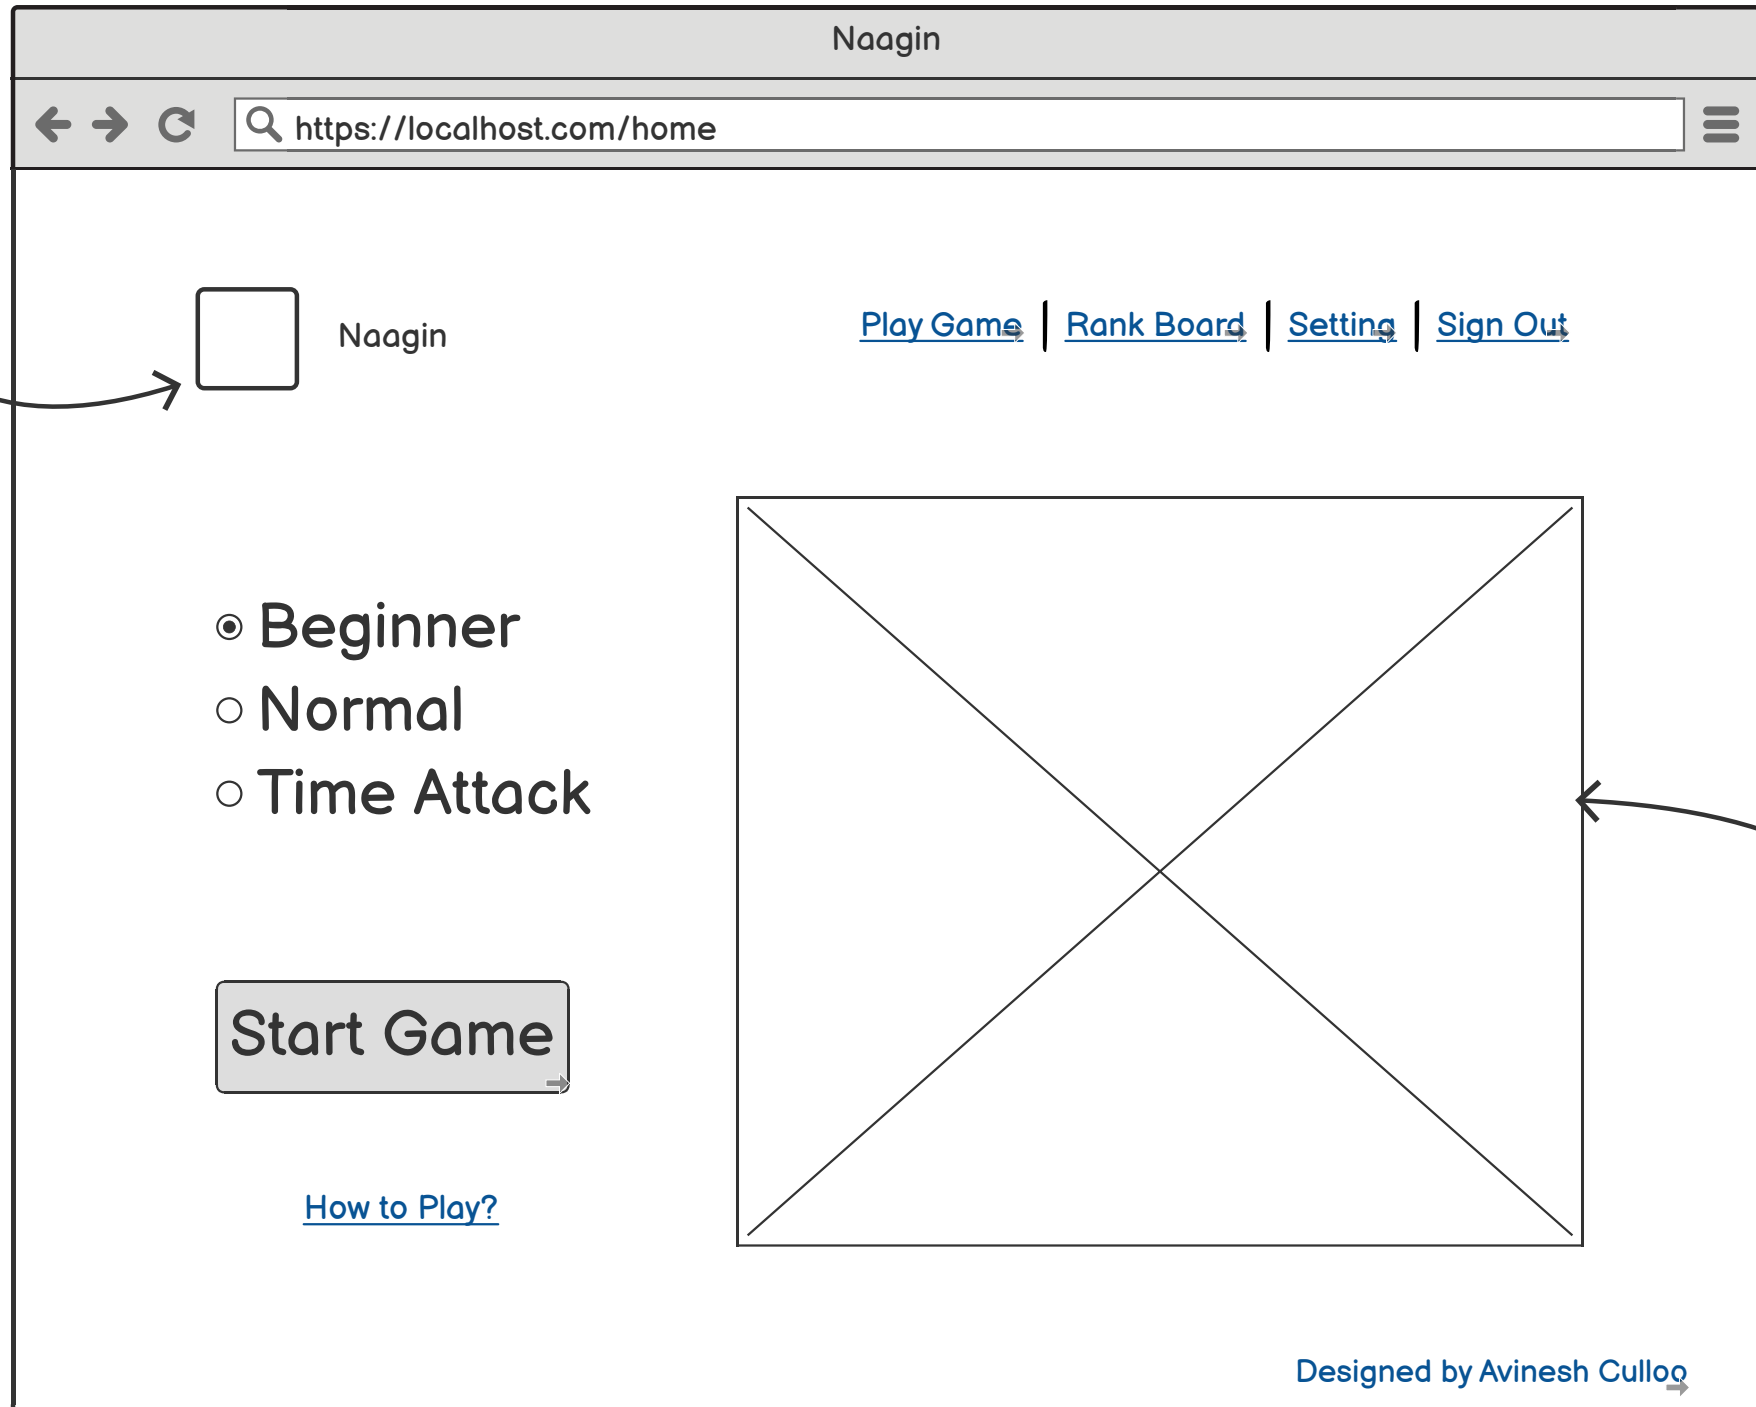 Naagin
https://localhost.com/home
Naagin
Play Game
Rank Board
Setting
Sign Out
Beginner
Normal
Time Attack
Start Game
How to Play?
Designed by Avinesh Culloo